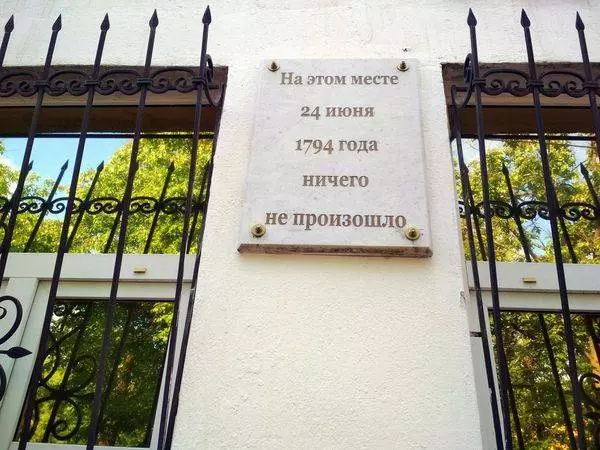 На этом месте
24 июня
1794 года
ничего
не произошло